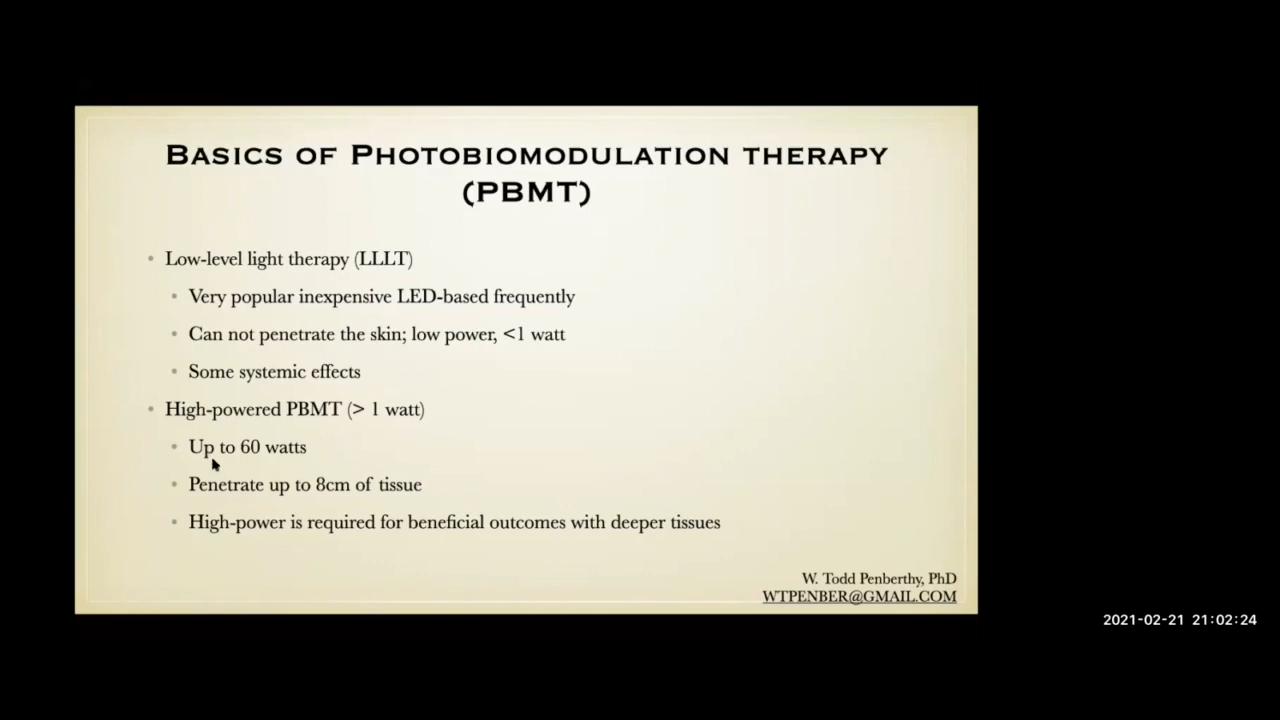 BASICS OF PHOTOBIOMODULATION THERAPY
(PBMT)
• Low-level light therapy (LLLT)
• Very popular inexpensive LED-based frequently
• Can not penetrate the skin; low power, <1 watt
• Some systemic effects
• High-powered PBMT (> 1 watt)
• Up to 60 watts
• Penetrate up to 8cm of tissue
• High-power is required for beneficial outcomes with deeper tissues
W. Todd Penberthy, PhD
WTPENBER@GMAIL.COM
2021-02-21 21:02:24